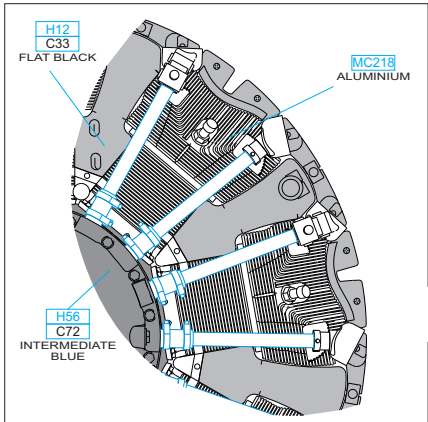 H12
C33
FLAT BLACK
MC218
ALUMINIUM
H56
C72
INTERMEDIATE
BLUE